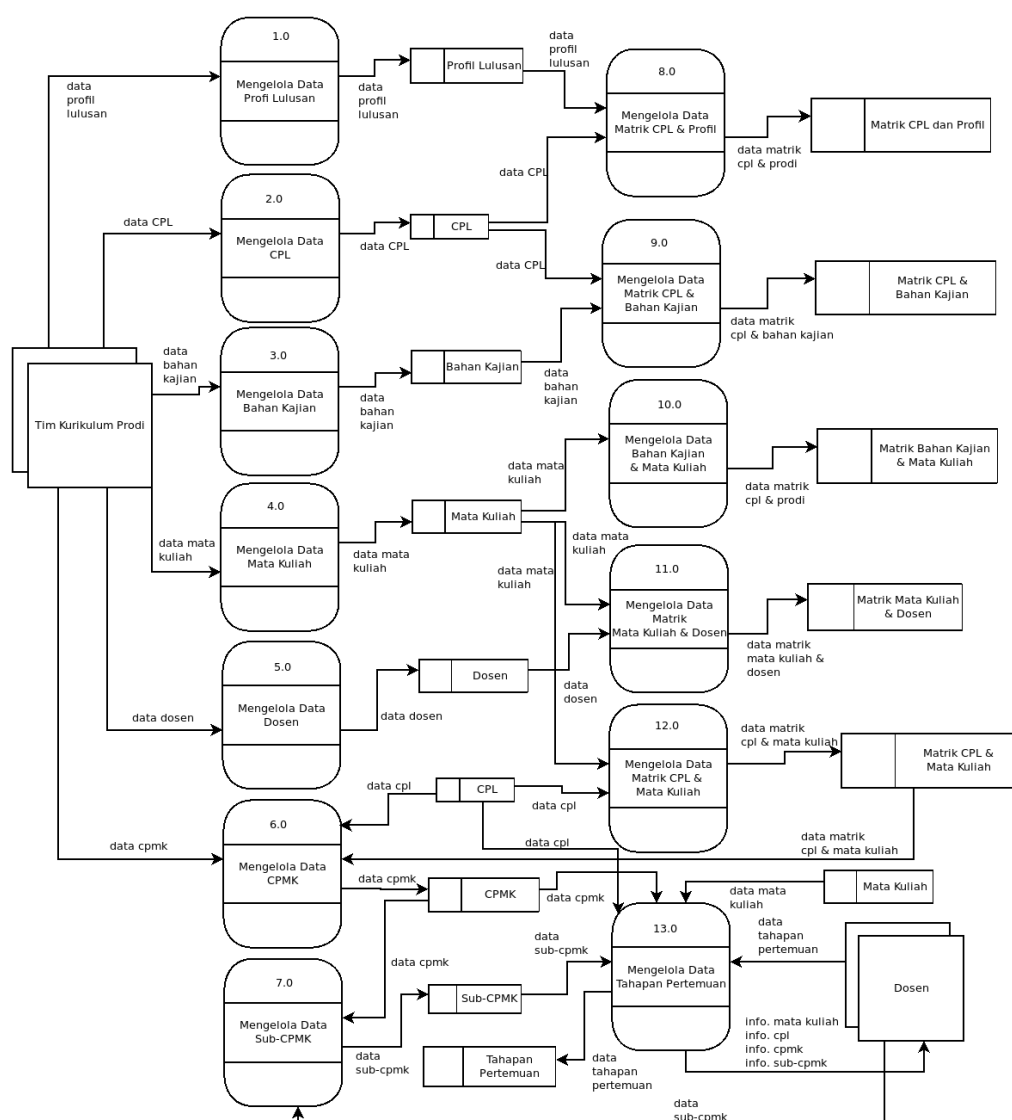 1.0
Mengelola Data
Profi Lulusan
data
profil
lulusan
data
profil
lulusan
Profil Lulusan
data
profil
lulusan
8.0
Mengelola Data
Matrik CPL & Profil
data matrik
cpl & prodi
Matrik CPL dan Profil
2.0
Mengelola Data
CPL
data CPL
data CPL
CPL
data CPL
data CPL
9.0
Mengelola Data
Matrik CPL &
Bahan Kajian
data matrik
cpl & bahan kajian
Matrik CPL &
Bahan Kajian
Tim Kurikulum Prodi
data
bahan
kajian
3.0
Mengelola Data
Bahan Kajian
data
bahan
kajian
Bahan Kajian
data
bahan
kajian
10.0
Mengelola Data
Bahan Kajian
& Mata Kuliah
data matrik
cpl & prodi
Matrik Bahan Kajian
& Mata Kuliah
data mata
kuliah
4.0
Mengelola Data
Mata Kuliah
data mata
kuliah
Mata Kuliah
data mata
kuliah
data mata
kuliah
data mata
kuliah
11.0
Mengelola Data
Matrik
Mata Kuliah & Dosen
data matrik
mata kuliah &
dosen
Matrik Mata Kuliah
& Dosen
5.0
Mengelola Data
Dosen
data dosen
data dosen
Dosen
data
dosen
12.0
Mengelola Data
Matrik CPL &
Mata Kuliah
data matrik
cpl & mata kuliah
Matrik CPL &
Mata Kuliah
data cpl
CPL
data cpl
data cpl
6.0
Mengelola Data
CPMK
data cpmk
data matrik
cpl & mata kuliah
data cpmk
CPMK
data cpmk
data mata
kuliah
Mata Kuliah
13.0
Mengelola Data
Tahapan Pertemuan
data
tahapan
pertemuan
Dosen
data cpmk
data
sub-cpmk
7.0
Mengelola Data
Sub-CPMK
Sub-CPMK
data
sub-cpmk
Tahapan
Pertemuan
data
tahapan
pertemuan
info. mata kuliah
info. cpl
info. cpmk
info. sub-cpmk
data
sub-cpmk